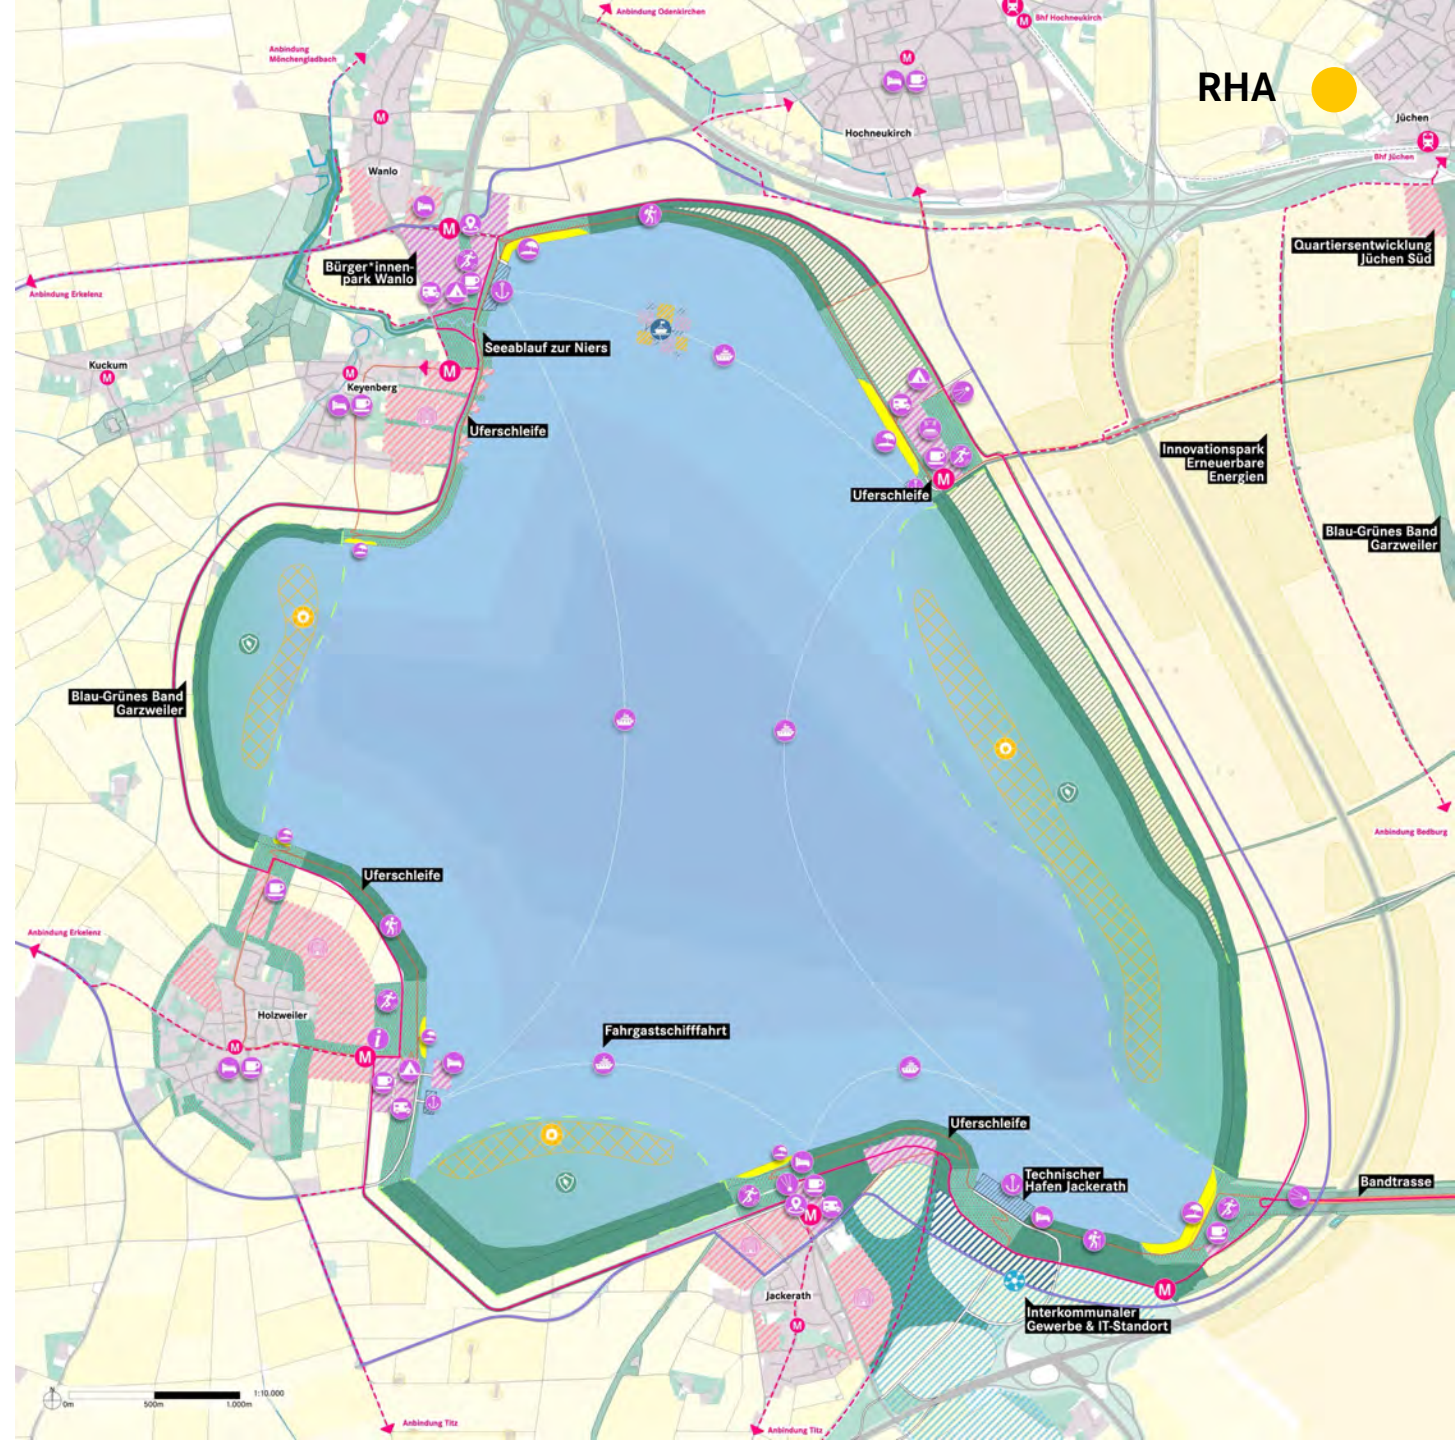 Anbindung Odenkirchen
Bhf Hochneukirch
M
Anbindung
Mönchengladbach
M
M
RHA
Hochneukirch
Jüchen
Bhf Jüchen
Wanlo
M
Quartiersentwicklung
Jüchen Süd
Bürger*innen-
park Wanlo
Anbindung Erkelenz
Seeablauf zur Niers
Kuckum
M
M
M
Keyenberg
Uferschleife
Innovationspark
Erneuerbare
Energien
Uferschleife
M
Blau-Grünes Band
Garzweiler
Blau-Grünes Band
Garzweiler
Anbindung Bedburg
Uferschleife
Anbindung Erkelenz
Holzweiler
M
M
i
Fahrgastschifffahrt
Uferschleife
Technischer
Hafen Jackerath
Bandtrasse
M
M
Jackerath
M
Interkommunaler
Gewerbe & IT-Standort
N
0m
500m
1.000m
1:10.000
Anbindung Titz
Anbindung Titz